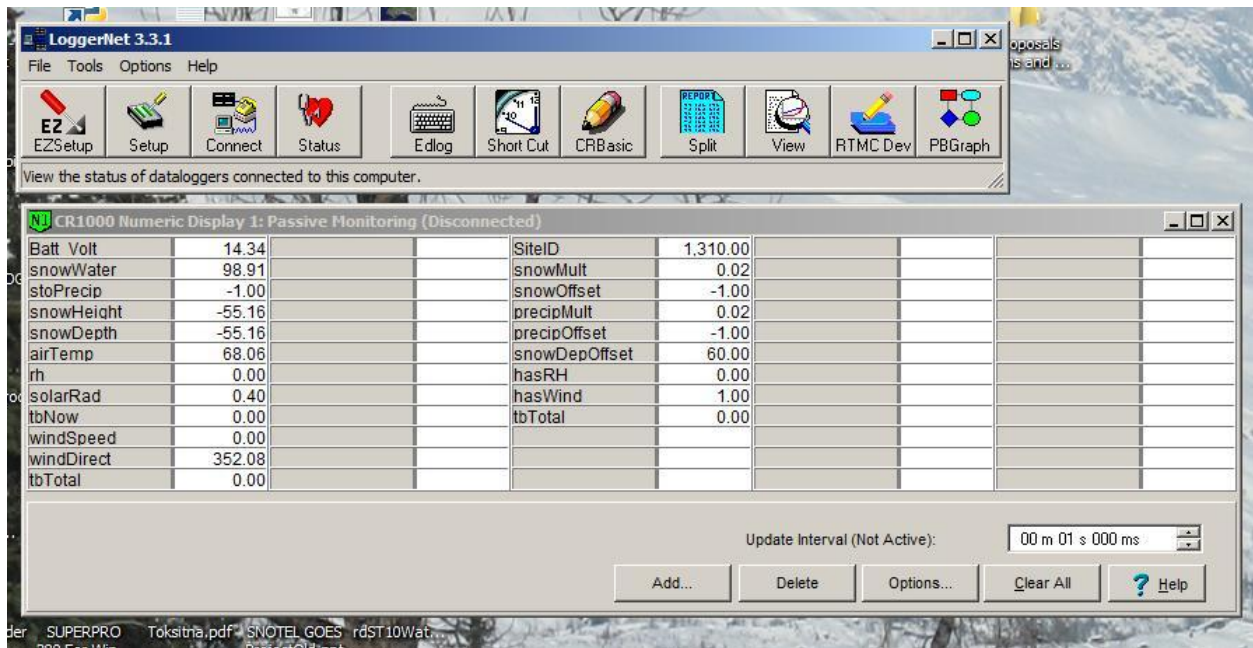 LoggerNet 3.3.1
oposals
is and ...
File Tools Options Help
EZSetup Setup Connect Status Edlog Short Cut CRBasic Split View RTMC Dev PBGraph
View the status of dataloggers connected to this computer.
CR1000 Numeric Display 1: Passive Monitoring (Disconnected)
Batt_Volt 14.34 SiteID 1,310.00
snowWater 98.91 snowMult 0.02
stoPrecip -1.00 snowOffset -1.00
snowHeight -55.16 precipMult 0.02
snowDepth -55.16 precipOffset -1.00
airTemp 68.06 snowDepOffset 60.00
rh 0.00 hasRH 0.00
solarRad 0.40 hasWind 1.00
tbNow 0.00 tbTotal 0.00
windSpeed 0.00
windDirect 352.08
tbTotal 0.00
Update Interval (Not Active): 00 m 01 s 000 ms
Add... Delete Options... Clear All ? Help
der SUPERPRO Toksitna.pdf SNOTEL GOES rdST10Wat...